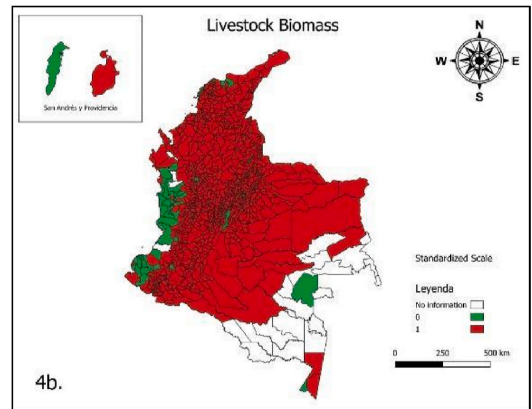 Livestock Biomass
San Andrés y Providencia
N
W
E
S
Standardized Scale
Leyenda
No information
0
1
0 250 500 km
4b.